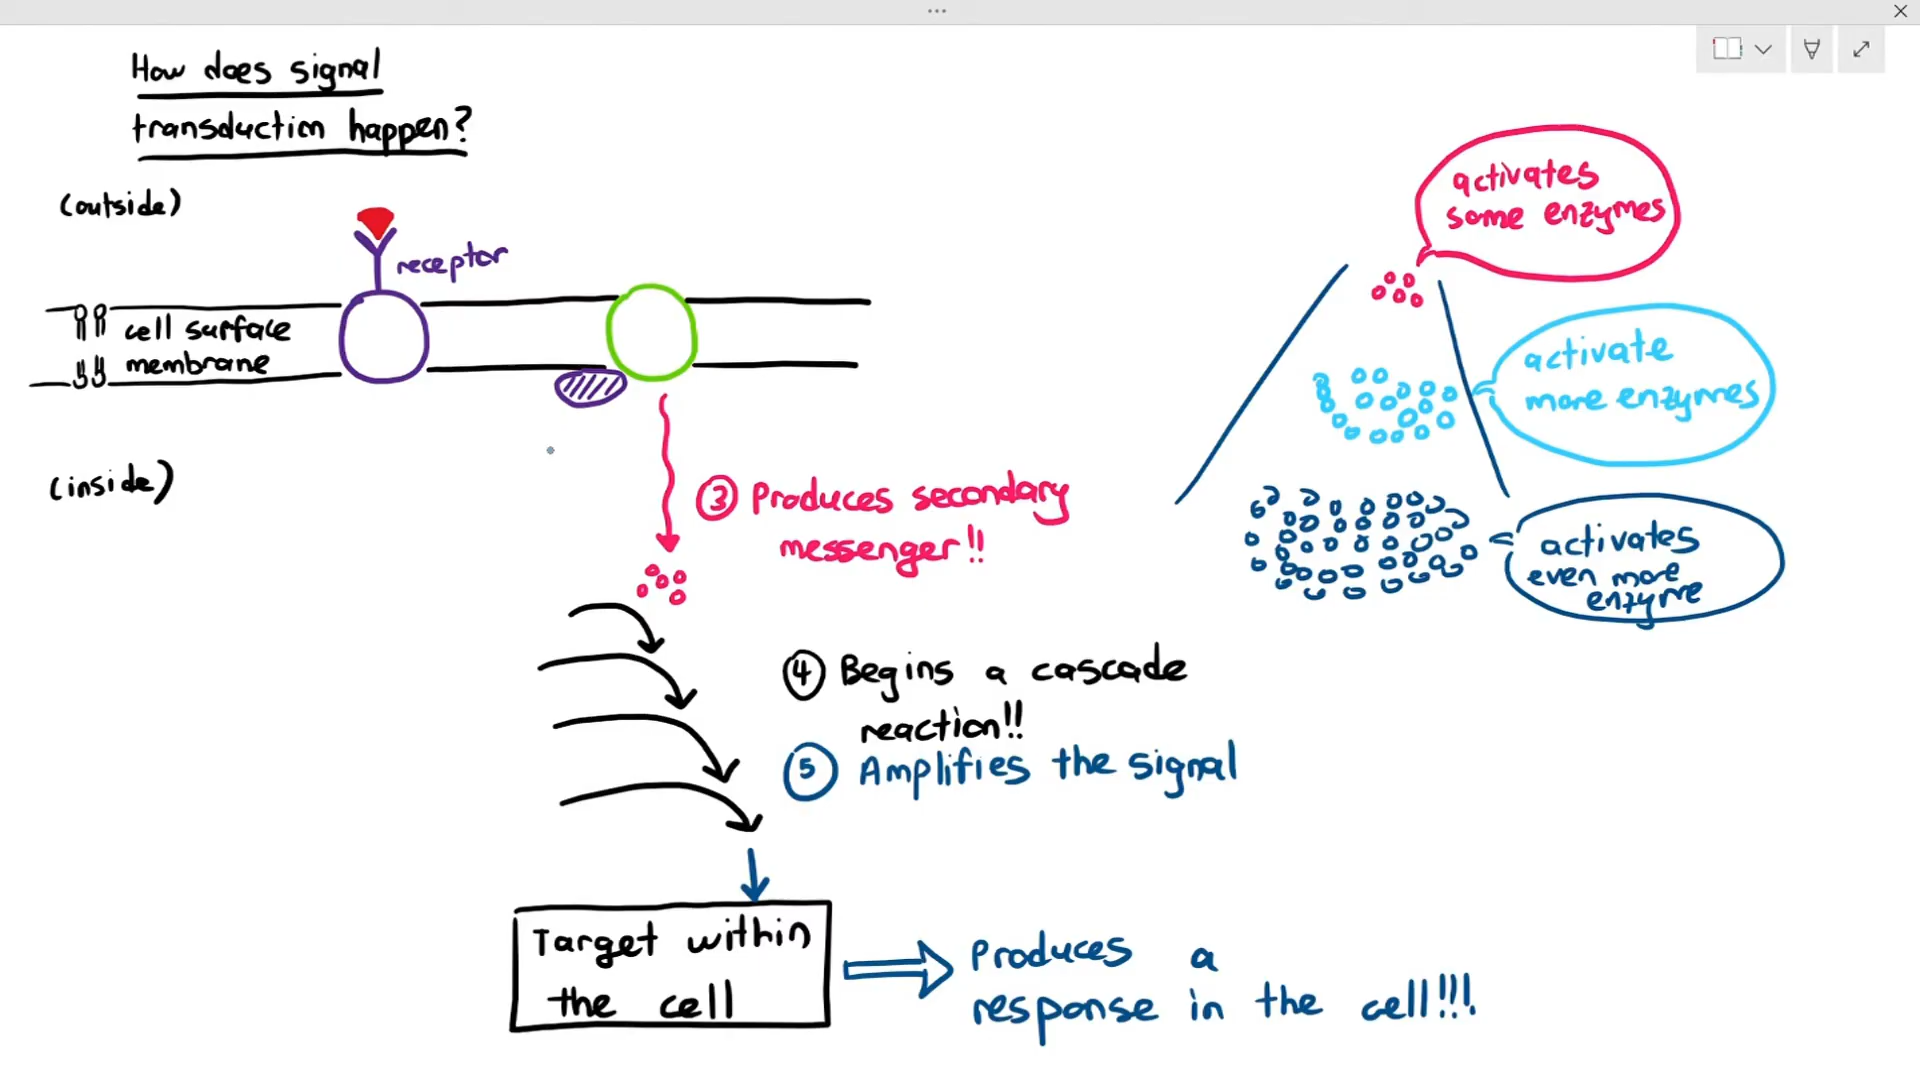 How does signal
transduction happen?
(outside)
receptor
cell surface
membrane
(inside)
③ Produces secondary
messenger!!
④ Begins a cascade
reaction!!
⑤ Amplifies the signal
Target within
the cell
Produces a
response in the cell!!!
activates
some enzymes
activate
more enzymes
activates
even more
enzyme